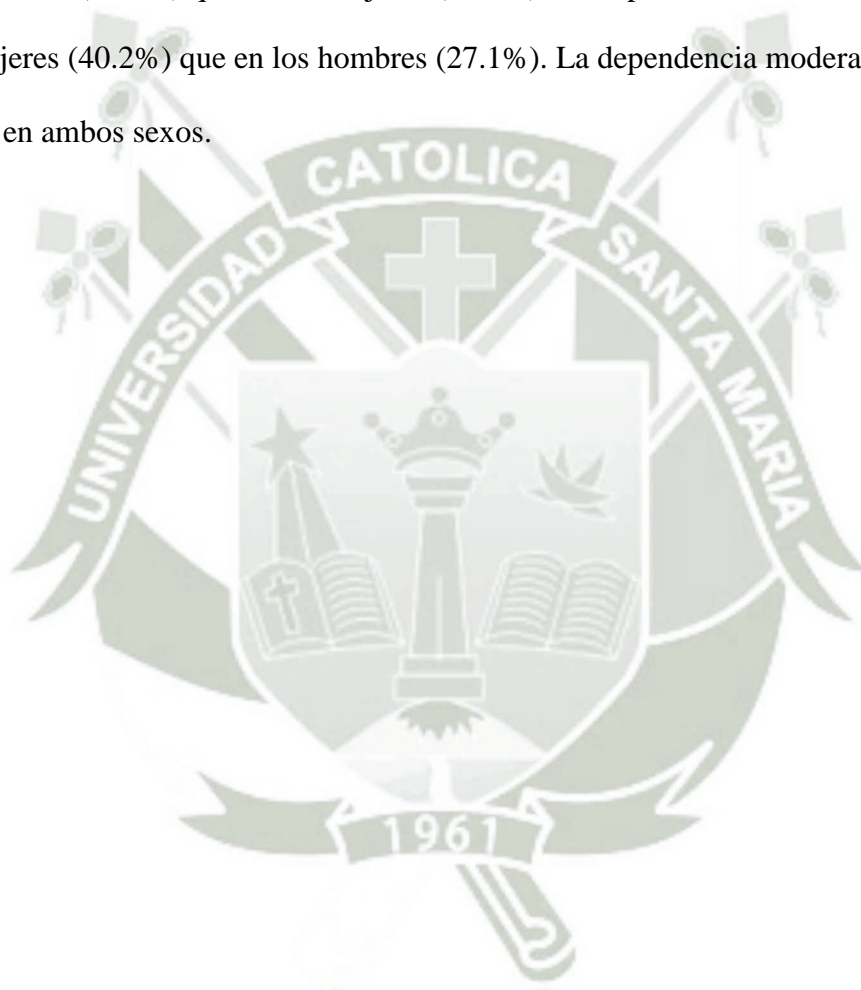 jeres (40.2%) que en los hombres (27.1%). La dependencia modera
en ambos sexos.
CATOLICA
UNIVERSIDAD
SANTA MARIA
1961